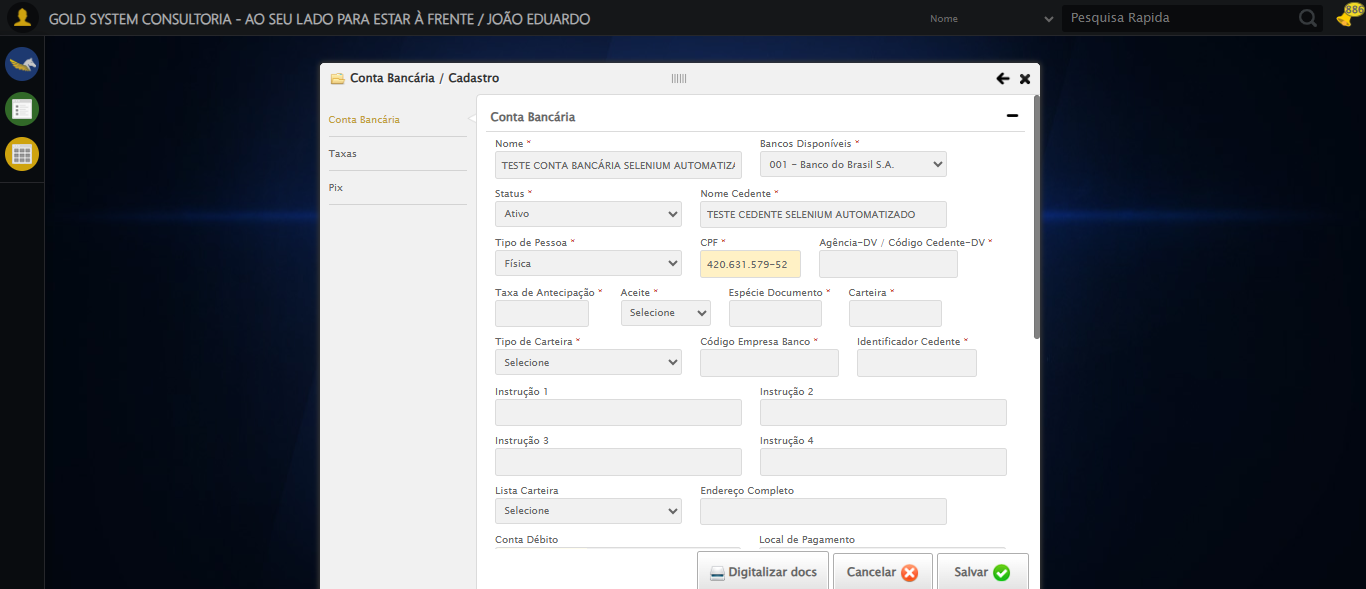 GOLD SYSTEM CONSULTORIA - AO SEU LADO PARA ESTAR À FRENTE / JOÃO EDUARDO
Nome
Pesquisa Rapida
886
Conta Bancária / Cadastro
Conta Bancária
Taxas
Pix
Conta Bancária
Nome * Bancos Disponíveis *
TESTE CONTA BANCÁRIA SELENIUM AUTOMATIZA 001 - Banco do Brasil S.A.
Status * Nome Cedente *
Ativo TESTE CEDENTE SELENIUM AUTOMATIZADO
Tipo de Pessoa * CPF * Agência-DV / Código Cedente-DV *
Física 420.631.579-52
Taxa de Antecipação * Aceite * Espécie Documento * Carteira *
Selecione
Tipo de Carteira * Código Empresa Banco * Identificador Cedente *
Selecione
Instrução 1 Instrução 2
Instrução 3 Instrução 4
Lista Carteira Endereço Completo
Selecione
Conta Débito Local de Pagamento
Digitalizar docs Cancelar Salvar